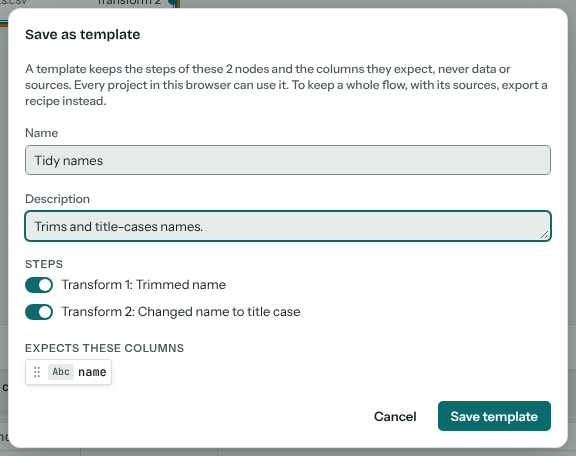 Transform 2
Save as template
A template keeps the steps of these 2 nodes and the columns they expect, never data or
sources. Every project in this browser can use it. To keep a whole flow, with its sources, export a
recipe instead.
Name
Tidy names
Description
Trims and title-cases names.
STEPS
Transform 1: Trimmed name
Transform 2: Changed name to title case
EXPECTS THESE COLUMNS
Abc name
Cancel Save template